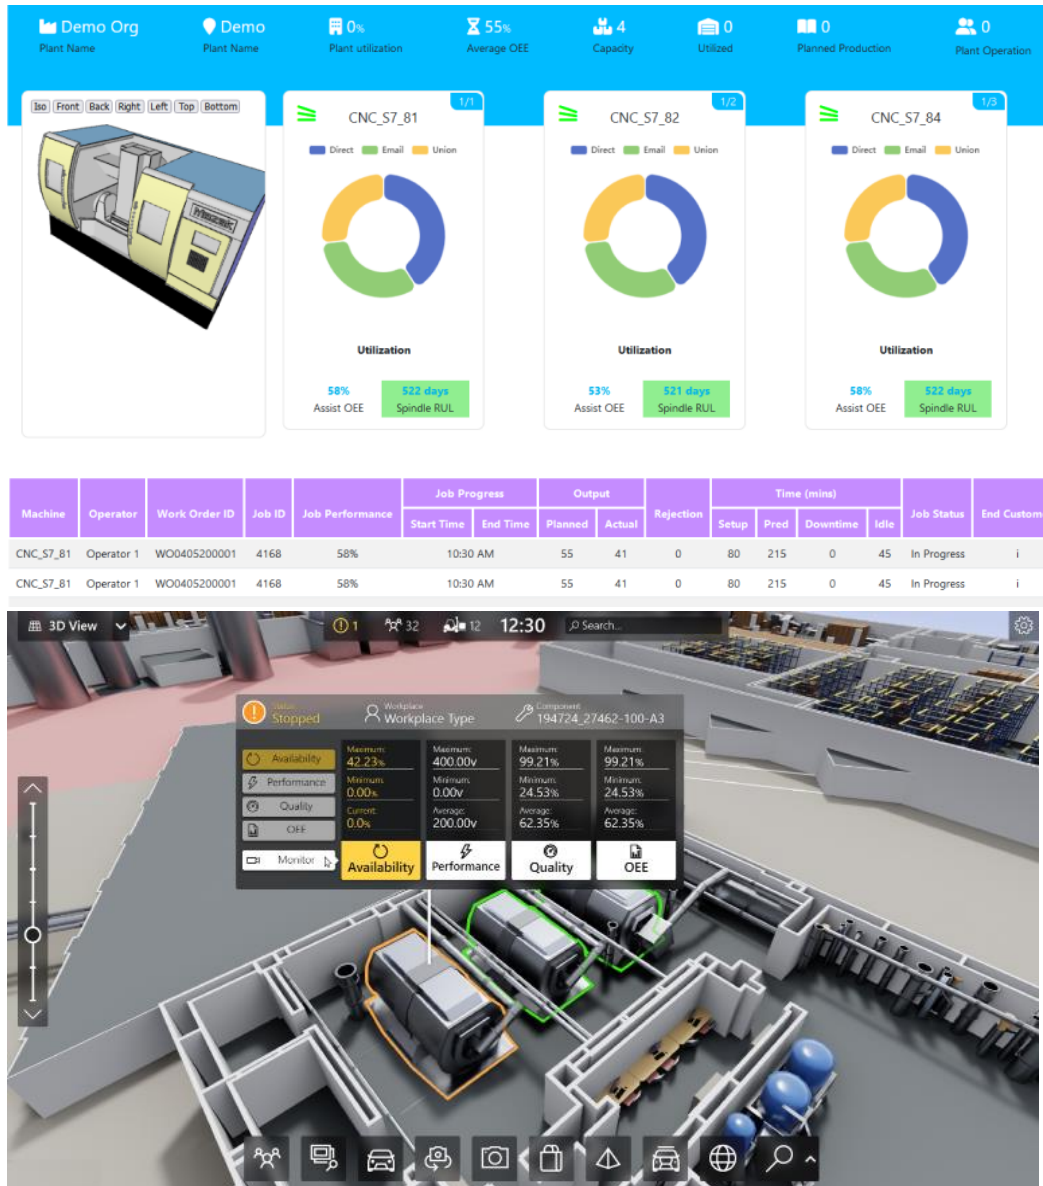 Demo Org
Plant Name
Demo
Plant Name
0%
Plant utilization
55%
Average OEE
4
Capacity
0
Utilized
0
Planned Production
0
Plant Operation
Iso Front Back Right Left Top Bottom
Mazak
1/1
CNC_S7_81
Direct Email Union
Utilization
58%
Assist OEE
522 days
Spindle RUL
1/2
CNC_S7_82
Direct Email Union
Utilization
53%
Assist OEE
521 days
Spindle RUL
1/3
CNC_S7_84
Direct Email Union
Utilization
58%
Assist OEE
522 days
Spindle RUL
Job Progress Output Time (mins)
Machine Operator Work Order ID Job ID Job Performance Rejection Job Status End Custome
Start Time End Time Planned Actual Setup Pred Downtime Idle
CNC_S7_81 Operator 1 WO0405200001 4168 58% 10:30 AM 55 41 0 80 215 0 45 In Progress i
CNC_S7_81 Operator 1 WO0405200001 4168 58% 10:30 AM 55 41 0 80 215 0 45 In Progress i
3D View 1 32 12 12:30 Search...
Status
Stopped
Workplace
Workplace Type
Component
194724_27462-100-A3
Availability
Performance
Quality
OEE
Monitor
Maximum:
42.23%
Minimum:
0.00%
Current:
0.0%
Availability
Maximum:
400.00v
Minimum:
0.00v
Average:
200.00v
Performance
Maximum:
99.21%
Minimum:
24.53%
Average:
62.35%
Quality
Maximum:
99.21%
Minimum:
24.53%
Average:
62.35%
OEE